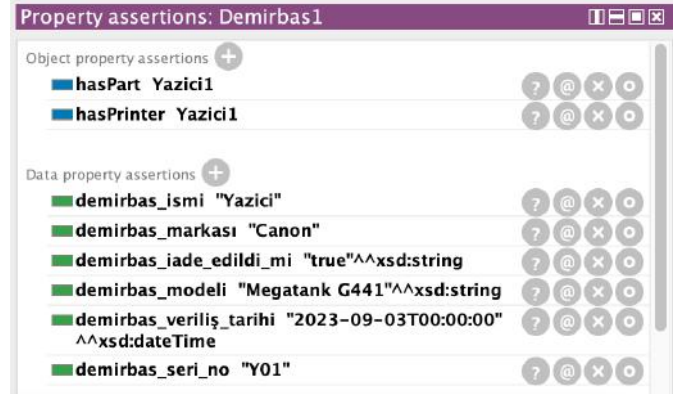 Property assertions: Demirbas1
Object property assertions
hasPart Yazici1
hasPrinter Yazici1
Data property assertions
demirbas_ismi "Yazici"
demirbas_markası "Canon"
demirbas_iade_edildi_mi "true"^^xsd:string
demirbas_modeli "Megatank G441"^^xsd:string
demirbas_veriliş_tarihi "2023-09-03T00:00:00"
^^xsd:dateTime
demirbas_seri_no "Y01"